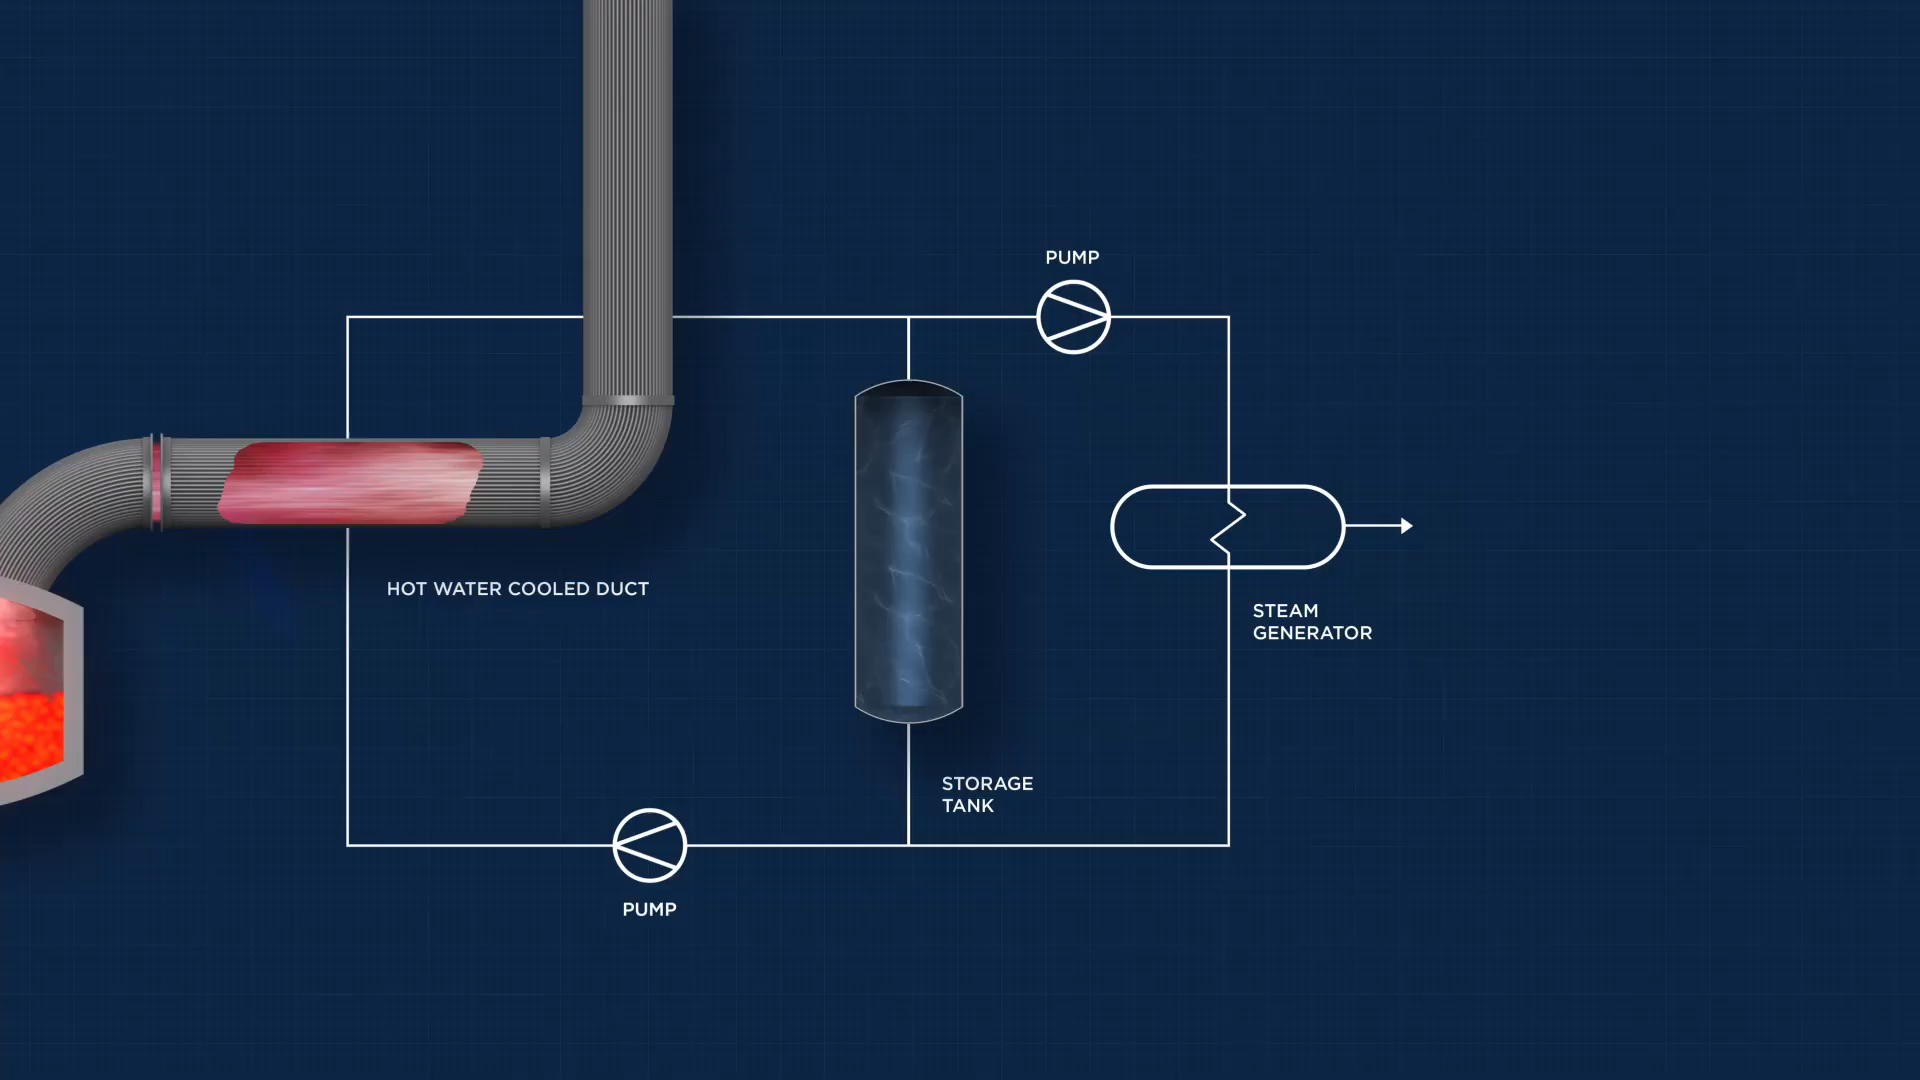 PUMP
HOT WATER COOLED DUCT
STEAM
GENERATOR
STORAGE
TANK
PUMP